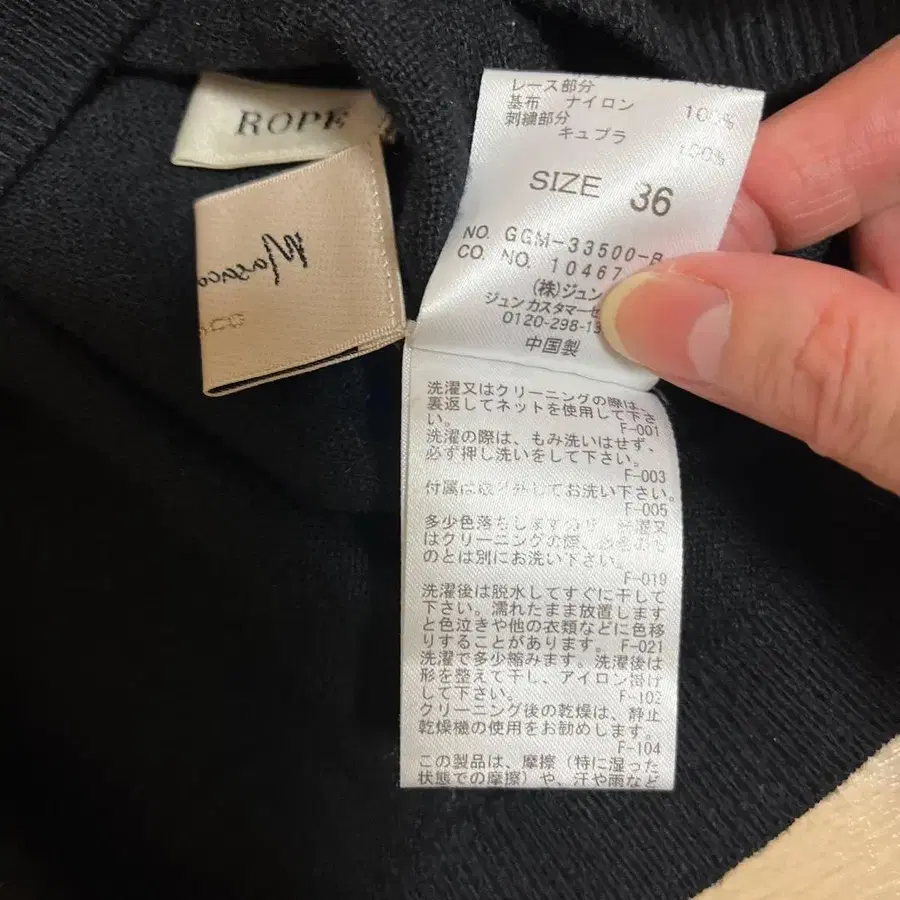 ROPE
Masaco
レース部分
基布 ナイロン 100%
刺繍部分
キュプラ 100%
SIZE 36
NO. GGM-33500-B
CO. NO. 10467
(株)ジュン
ジュンカスタマーセ
0120-298-13
中国製
洗濯又はクリーニングの際は、
裏返してネットを使用して下さ
い。 F-001
洗濯の際は、もみ洗いはせず、
必ず押し洗いをして下さい。
F-003
付属は取り外してお洗い下さい。
F-005
多少色落ちします
はクリーニングの際、
のとは別にお洗い下さい。
F-019
洗濯後は脱水してすぐに干して
下さい。濡れたまま放置します
と色泣きや他の衣類などに色移
りすることがあります。 F-021
洗濯で多少縮みます。洗濯後は
形を整えて干し、アイロン掛け
して下さい。 F-102
クリーニング後の乾燥は、静止
乾燥機の使用をお勧めします。
F-104
この製品は、摩擦（特に湿った
状態での摩擦）や、汗や雨など